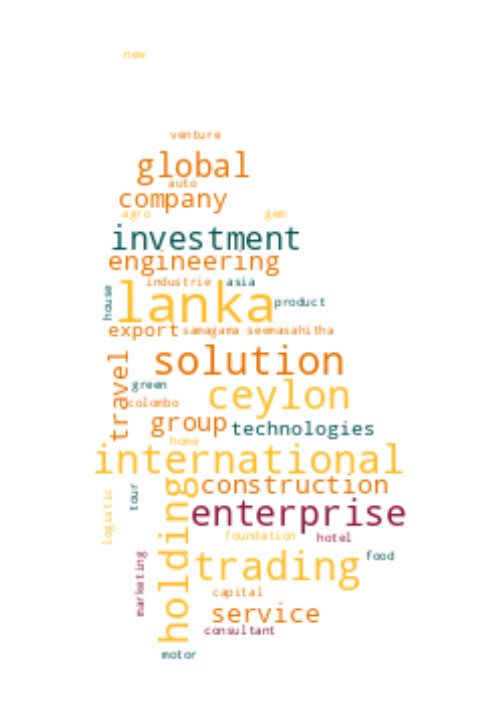 new
venture
global
auto
company
agro gem
investment
engineering
industrie asia
house
lanka
product
export samagama seemasahitha
travel
solution
green
ceylon
colombo
group technologies
home
international
holding
construction
logistic
tour
enterprise
foundation hotel
marketing
trading
food
capital
service
consultant
motor